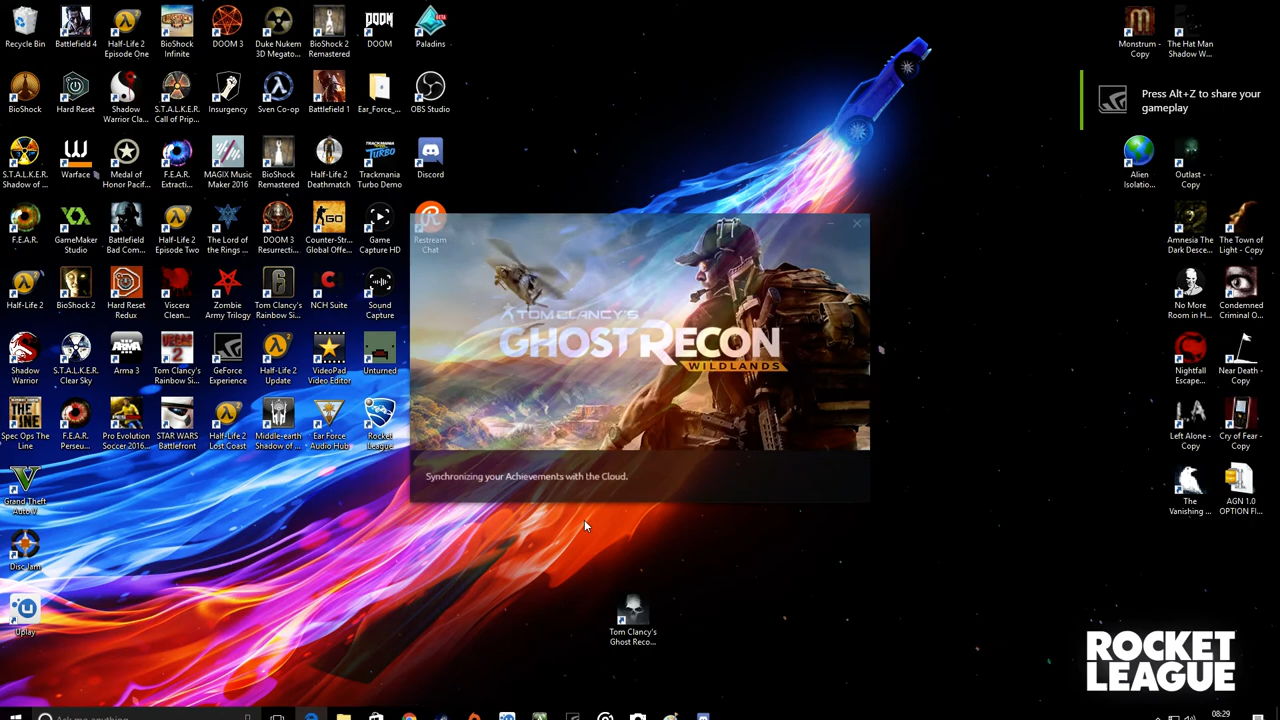 Recycle Bin
Battlefield 4
Half-Life 2
Episode One
BioShock
Infinite
DOOM 3
Duke Nukem
3D Megato...
BioShock 2
Remastered
DOOM
Paladins
BETA
Monstrum -
Copy
The Hat Man
Shadow W...
BioShock
Hard Reset
Shadow
Warrior Cla...
S.T.A.L.K.E.R.
Call of Prip...
Insurgency
Sven Co-op
Battlefield 1
Ear_Force_...
OBS Studio
Press Alt+Z to share your
gameplay
S.T.A.L.K.E.R.
Shadow of ...
Warface
Medal of
Honor Pacif...
F.E.A.R.
Extracti...
MAGIX Music
Maker 2016
BioShock
Remastered
Half-Life 2
Deathmatch
TRACKMANIA
TURBO
Trackmania
Turbo Demo
Discord
Alien
Isolatio...
Outlast -
Copy
F.E.A.R.
GameMaker
Studio
Battlefield
Bad Com...
Half-Life 2
Episode Two
The Lord of
the Rings ...
DOOM 3
Resurrecti...
GO
Counter-Str...
Global Offe...
Game
Capture HD
Restream
Chat
Amnesia The
Dark Desce...
The Town of
Light - Copy
Half-Life 2
BioShock 2
Hard Reset
Redux
Viscera
Clean...
Zombie
Army Trilogy
Tom Clancy's
Rainbow Si...
NCH Suite
Sound
Capture
No More
Room in H...
Condemned
Criminal O...
TOM CLANCY'S
GHOST RECON
WILDLANDS
Synchronizing your Achievements with the Cloud.
Shadow
Warrior
S.T.A.L.K.E.R.
Clear Sky
ARMA
Arma 3
Tom Clancy's
Rainbow Si...
GeForce
Experience
Half-Life 2
Update
VideoPad
Video Editor
Unturned
Nightfall
Escape...
Near Death -
Copy
Spec Ops The
Line
F.E.A.R.
Perseu...
Pro Evolution
Soccer 2016...
STAR WARS
Battlefront
Half-Life 2
Lost Coast
Middle-earth
Shadow of ...
Ear Force
Audio Hub
Rocket
League
Left Alone -
Copy
Cry of Fear -
Copy
Grand Theft
Auto V
The
Vanishing ...
AGN 1.0
OPTION FI...
Disc Jam
Uplay
Tom Clancy's
Ghost Reco...
ROCKET
LEAGUE
Ask me anything
08:29